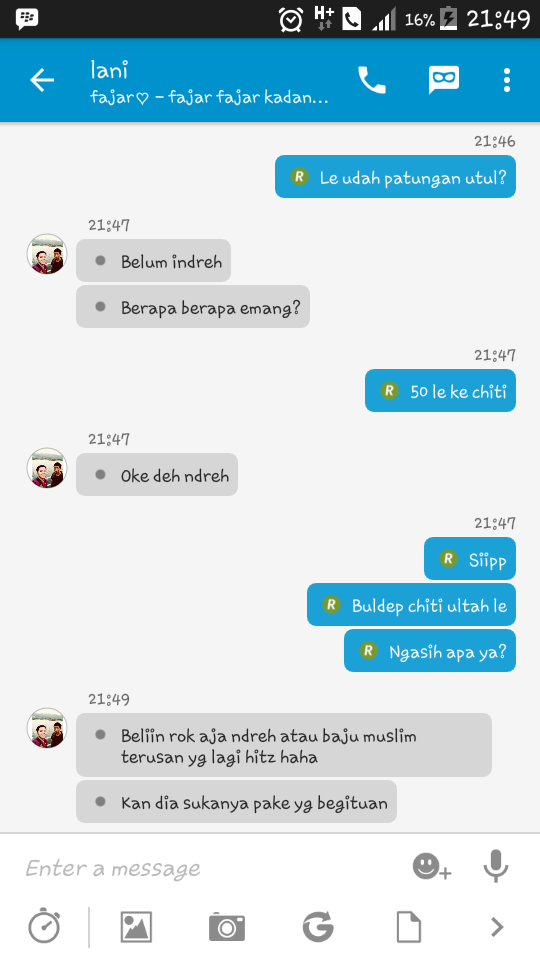 16% 21:49
lani
fajar♡ – fajar fajar kadan...
21:46
R Le udah patungan utul?
21:47
Belum indreh
Berapa berapa emang?
21:47
R 50 le ke chiti
21:47
Oke deh ndreh
21:47
R Siipp
R Buldep chiti ultah le
R Ngasih apa ya?
21:49
Beliin rok aja ndreh atau baju muslim
terusan yg lagi hitz haha
Kan dia sukanya pake yg begituan
Enter a message